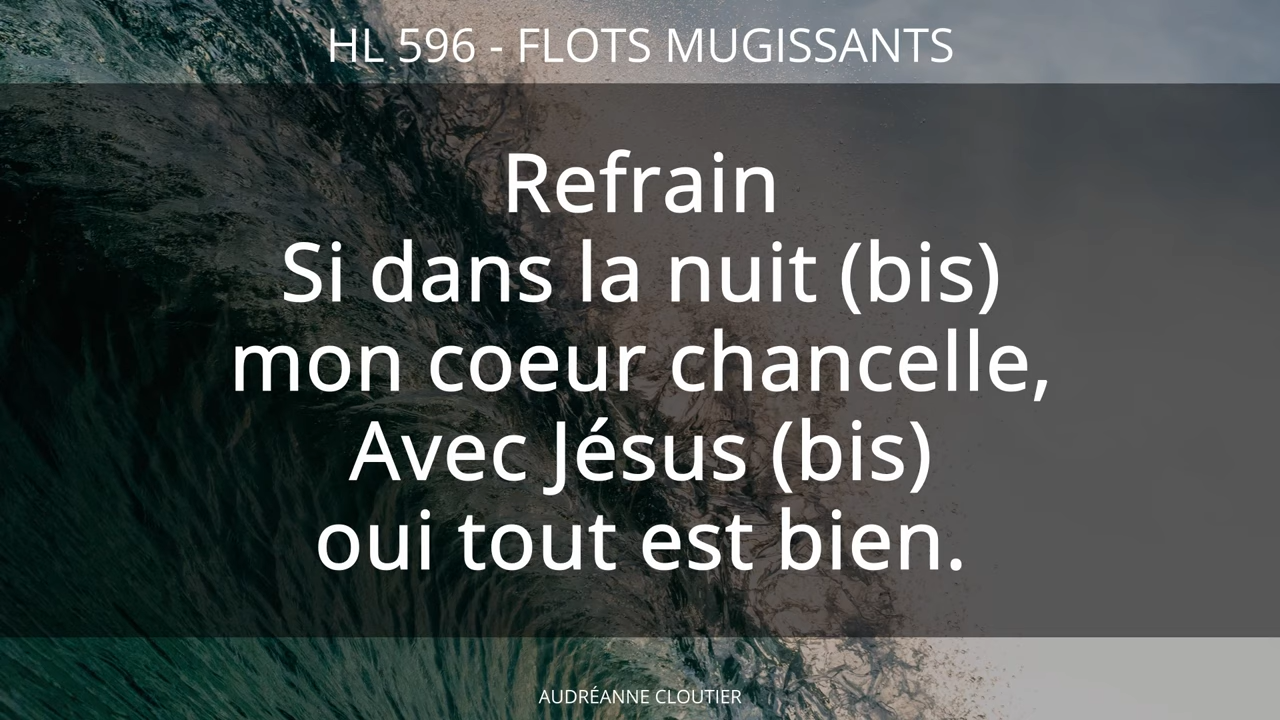 HL 596 - FLOTS MUGISSANTS
Refrain
Si dans la nuit (bis)
mon coeur chancelle,
Avec Jésus (bis)
oui tout est bien.
AUDRÉANNE CLOUTIER